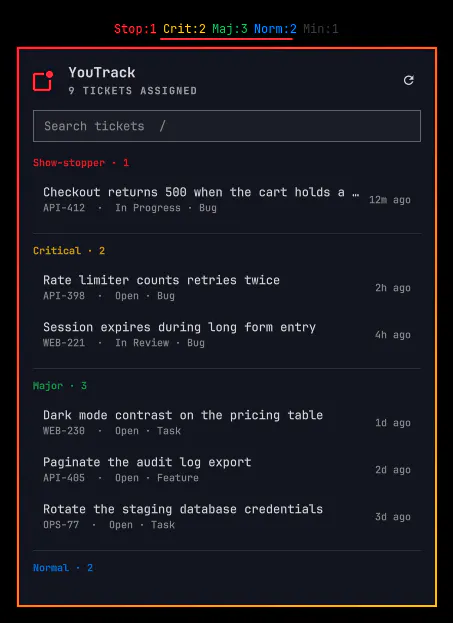 Stop:1 Crit:2 Maj:3 Norm:2 Min:1
YouTrack
9 TICKETS ASSIGNED
Search tickets /
Show-stopper · 1
Checkout returns 500 when the cart holds a …
12m ago
API-412 · In Progress · Bug
Critical · 2
Rate limiter counts retries twice
2h ago
API-398 · Open · Bug
Session expires during long form entry
4h ago
WEB-221 · In Review · Bug
Major · 3
Dark mode contrast on the pricing table
1d ago
WEB-230 · Open · Task
Paginate the audit log export
2d ago
API-405 · Open · Feature
Rotate the staging database credentials
3d ago
OPS-77 · Open · Task
Normal · 2